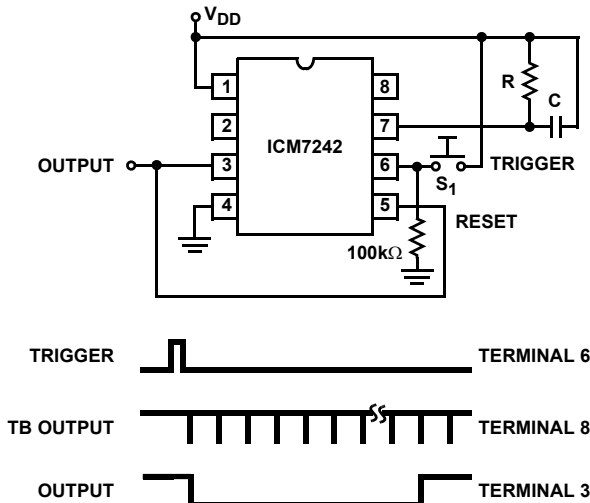 VDD
1
8
R
C
2
7
ICM7242
OUTPUT
3
6
S1
TRIGGER
4
5
RESET
100kΩ
TRIGGER
TERMINAL 6
TB OUTPUT
TERMINAL 8
OUTPUT
TERMINAL 3